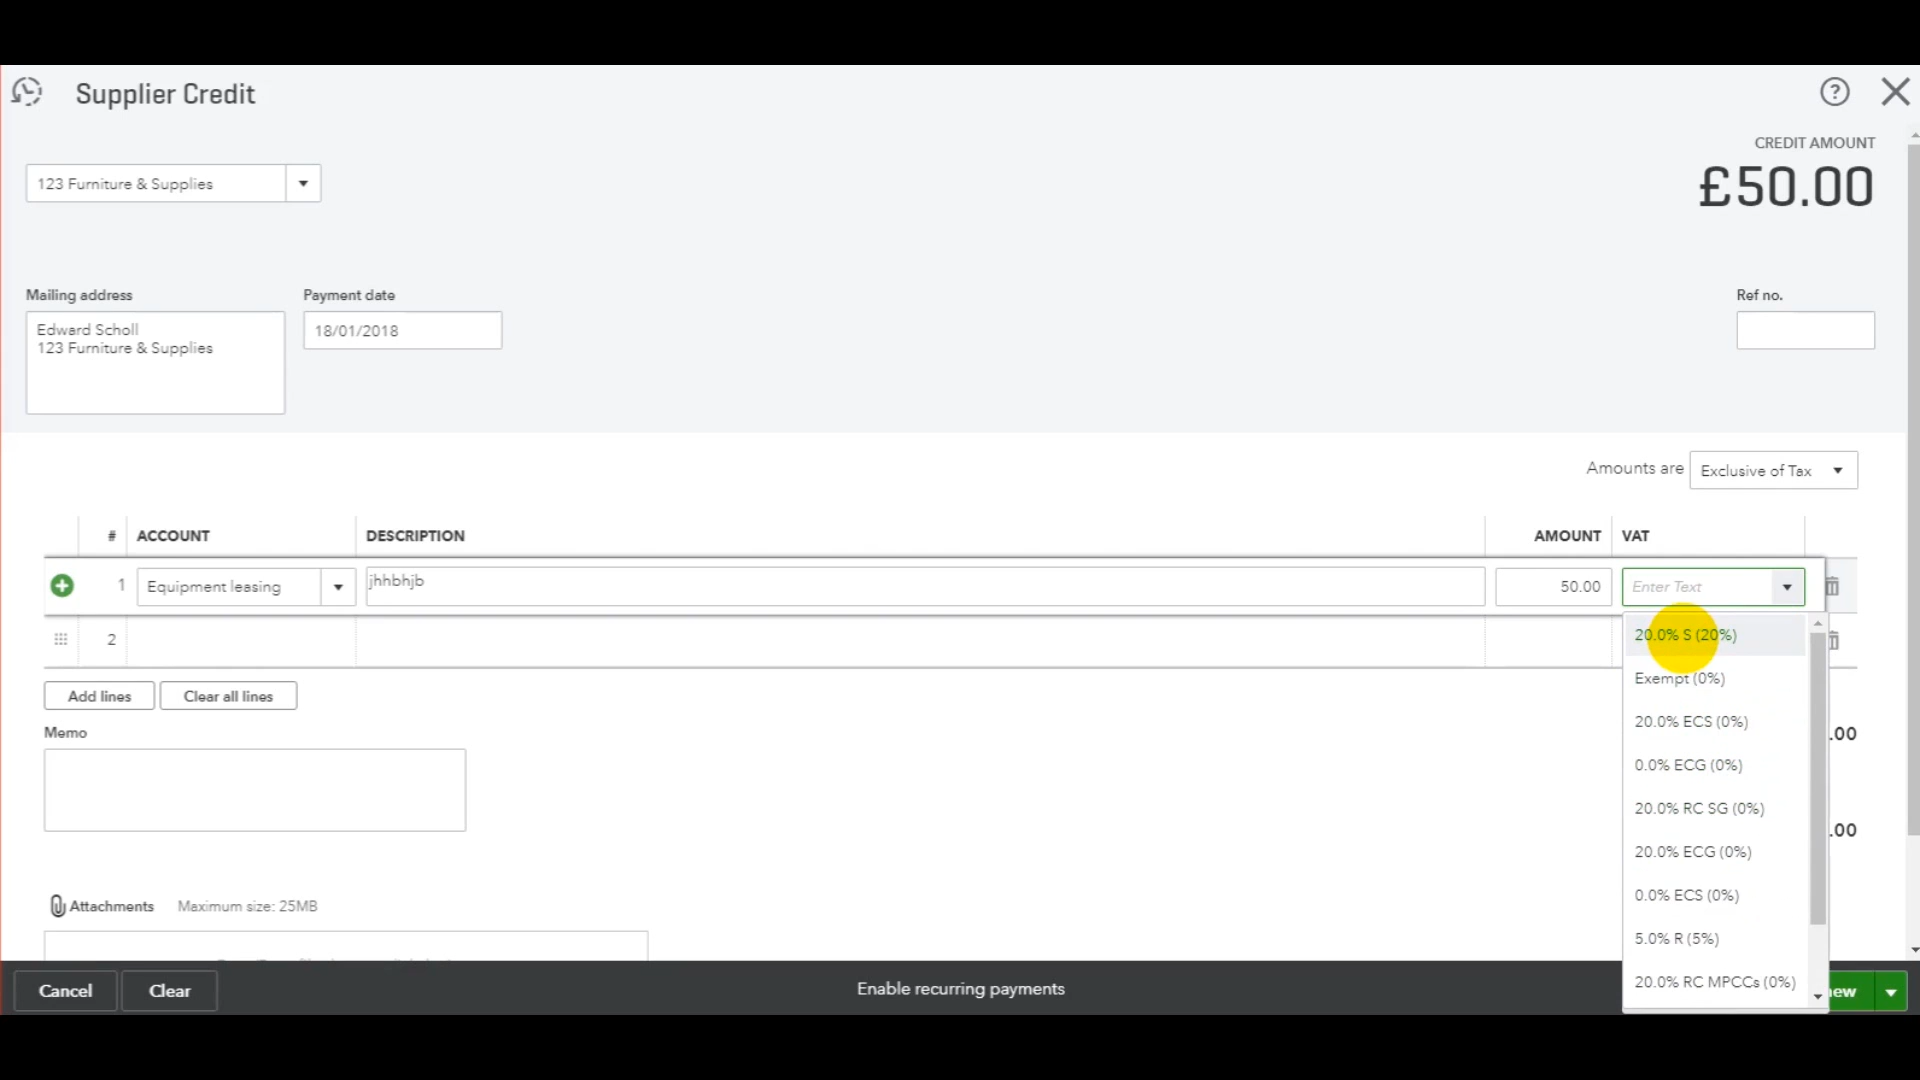 Supplier Credit
?
CREDIT AMOUNT
£50.00
123 Furniture & Supplies
Mailing address
Payment date
Ref no.
Edward Scholl
123 Furniture & Supplies
18/01/2018
Amounts are
Exclusive of Tax
# ACCOUNT DESCRIPTION AMOUNT VAT
1 Equipment leasing jhhbhjb 50.00 Enter Text
2
20.0% S (20%)
Exempt (0%)
20.0% ECS (0%)
0.0% ECG (0%)
20.0% RC SG (0%)
20.0% ECG (0%)
0.0% ECS (0%)
5.0% R (5%)
20.0% RC MPCCs (0%)
Add lines
Clear all lines
Memo
.00
.00
Attachments
Maximum size: 25MB
Cancel
Clear
Enable recurring payments